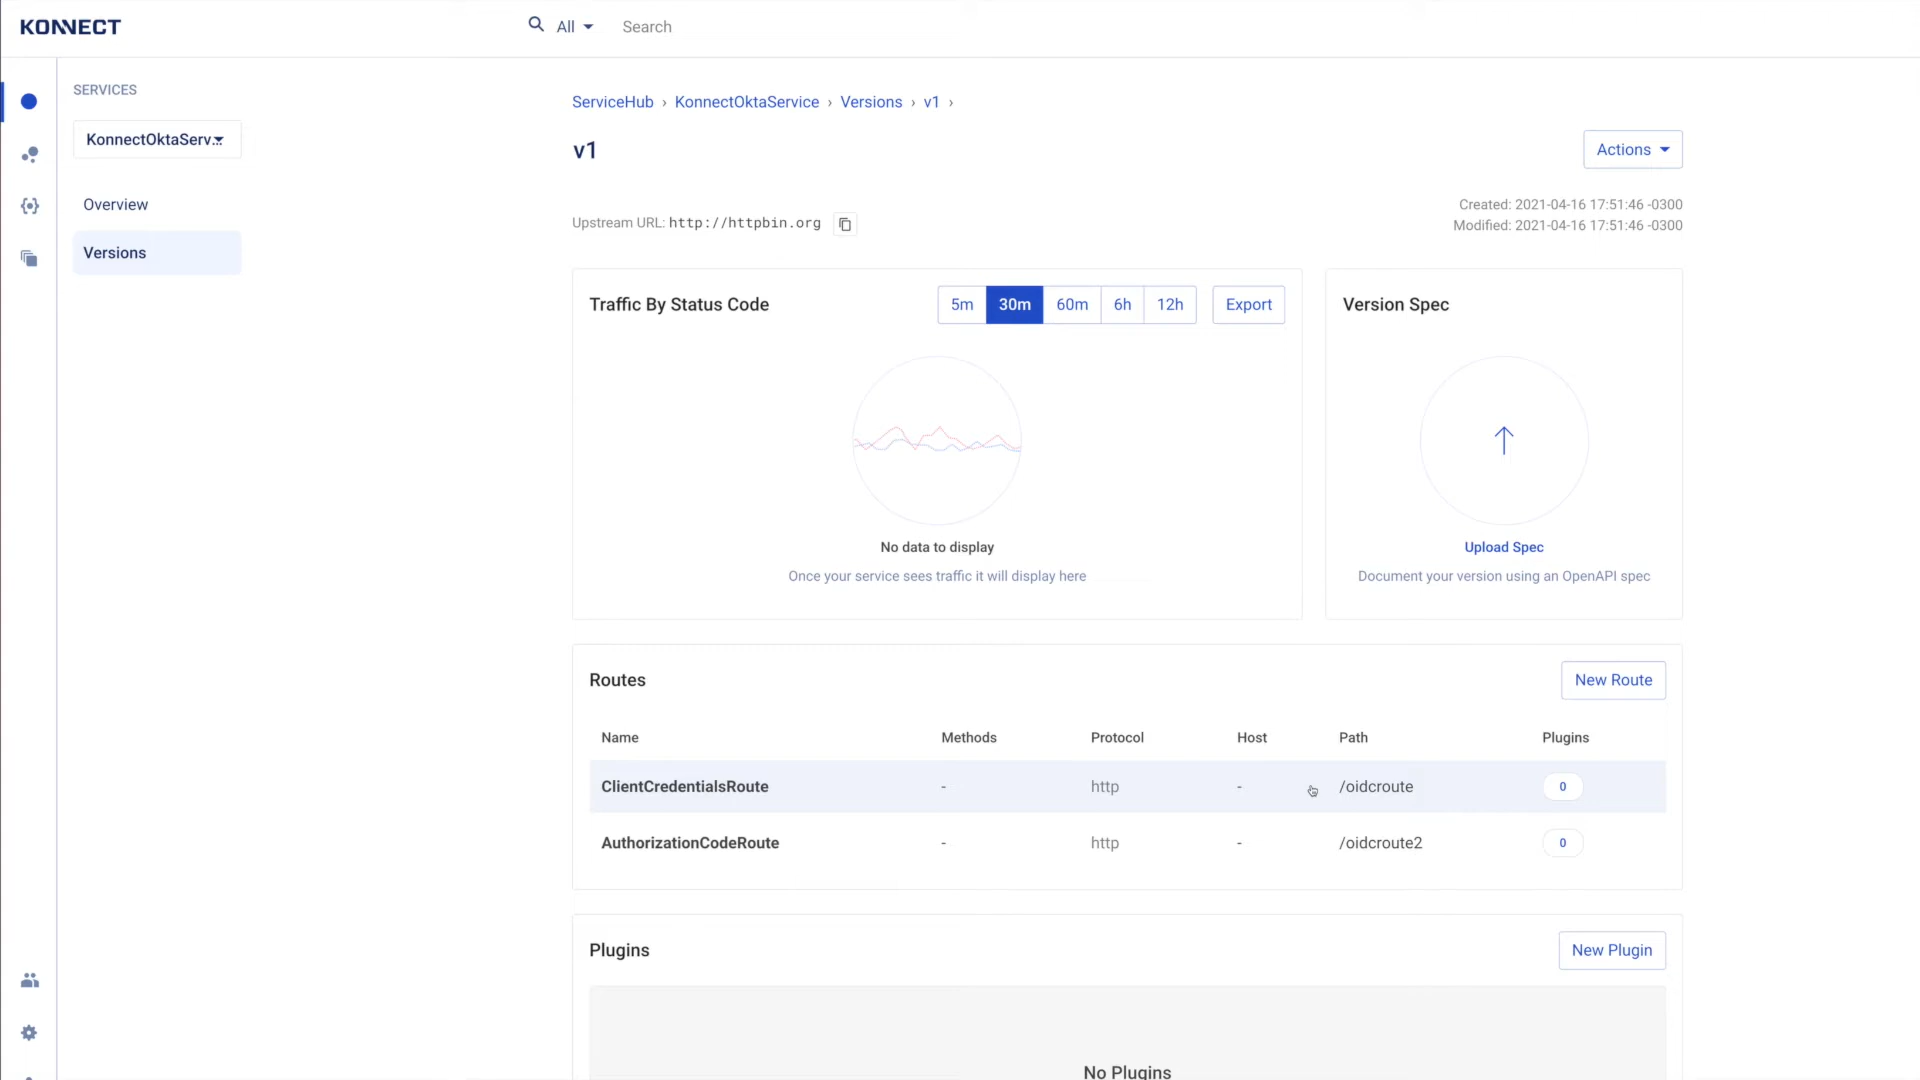 KONNECT
All
Search
SERVICES
KonnectOktaServ...
Overview
Versions
ServiceHub › KonnectOktaService › Versions › v1 ›
v1
Actions
Created: 2021-04-16 17:51:46 -0300
Upstream URL: http://httpbin.org
Modified: 2021-04-16 17:51:46 -0300
Traffic By Status Code
5m 30m 60m 6h 12h
Export
No data to display
Once your service sees traffic it will display here
Version Spec
Upload Spec
Document your version using an OpenAPI spec
Routes
New Route
Name Methods Protocol Host Path Plugins
ClientCredentialsRoute - http - /oidcroute 0
AuthorizationCodeRoute - http - /oidcroute2 0
Plugins
New Plugin
No Plugins